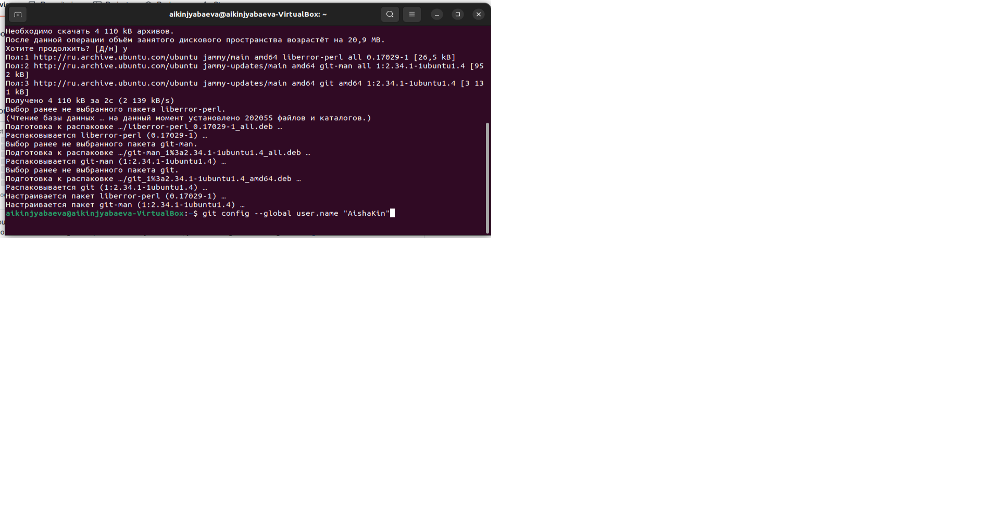 aikinjyabaeva@aikinjyabaeva-VirtualBox: ~
Необходимо скачать 4 110 kB архивов.
После данной операции объём занятого дискового пространства возрастёт на 20,9 MB.
Хотите продолжить? [Д/н] y
Пол:1 http://ru.archive.ubuntu.com/ubuntu jammy/main amd64 liberror-perl all 0.17029-1 [26,5 kB]
Пол:2 http://ru.archive.ubuntu.com/ubuntu jammy-updates/main amd64 git-man all 1:2.34.1-1ubuntu1.4 [95
2 kB]
Пол:3 http://ru.archive.ubuntu.com/ubuntu jammy-updates/main amd64 git amd64 1:2.34.1-1ubuntu1.4 [3 13
1 kB]
Получено 4 110 kB за 2с (2 139 kB/s)
Выбор ранее не выбранного пакета liberror-perl.
(Чтение базы данных … на данный момент установлено 202055 файлов и каталогов.)
Подготовка к распаковке …/liberror-perl_0.17029-1_all.deb …
Распаковывается liberror-perl (0.17029-1) …
Выбор ранее не выбранного пакета git-man.
Подготовка к распаковке …/git-man_1%3a2.34.1-1ubuntu1.4_all.deb …
Распаковывается git-man (1:2.34.1-1ubuntu1.4) …
Выбор ранее не выбранного пакета git.
Подготовка к распаковке …/git_1%3a2.34.1-1ubuntu1.4_amd64.deb …
Распаковывается git (1:2.34.1-1ubuntu1.4) …
Настраивается пакет liberror-perl (0.17029-1) …
Настраивается пакет git-man (1:2.34.1-1ubuntu1.4) …
aikinjyabaeva@aikinjyabaeva-VirtualBox:~$ git config --global user.name "AishaKin"